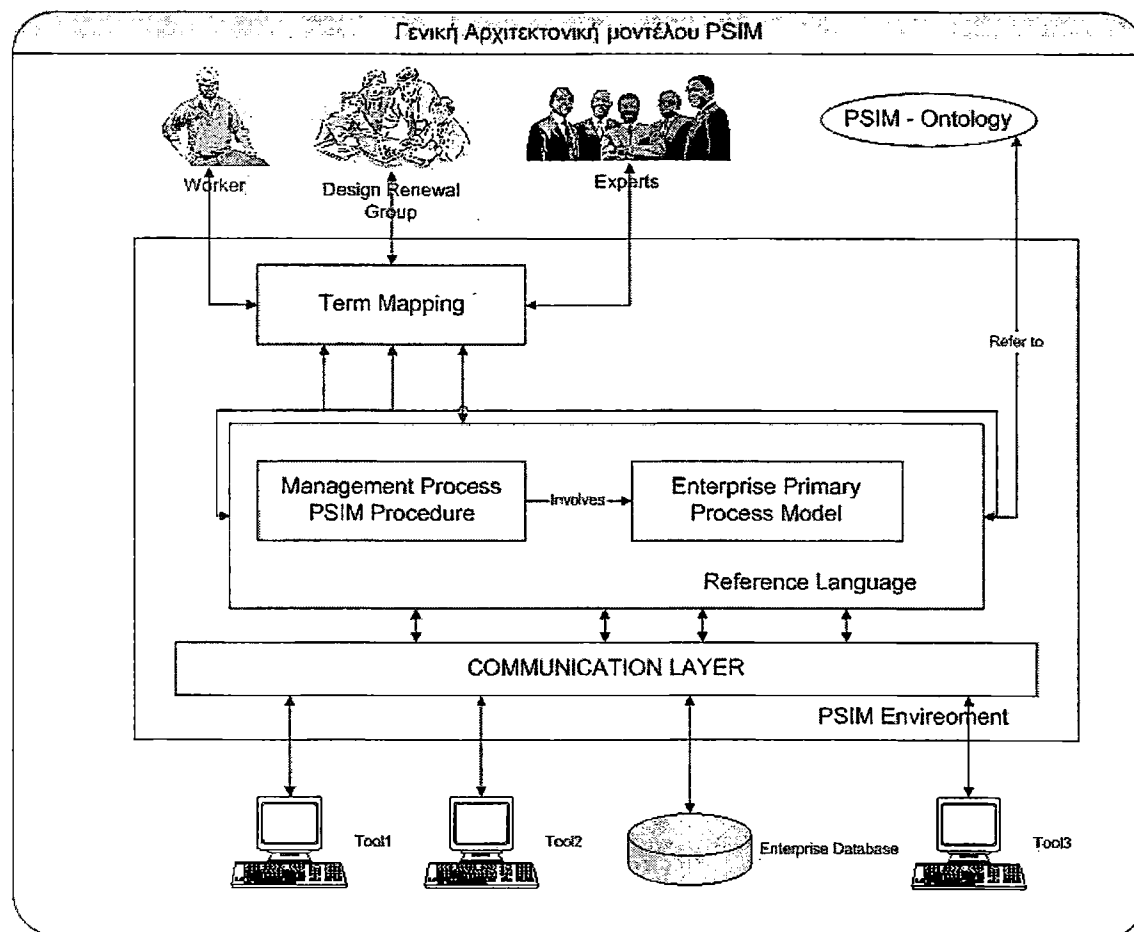 Γενική Αρχιτεκτονική μοντέλου PSIM
PSIM - Ontology
Worker
Design Renewal
Group
Experts
Term Mapping
Refer to
Management Process
PSIM Procedure
Involves
Enterprise Primary
Process Model
Reference Language
COMMUNICATION LAYER
PSIM Envireoment
Tool1
Tool2
Enterprise Database
Tool3